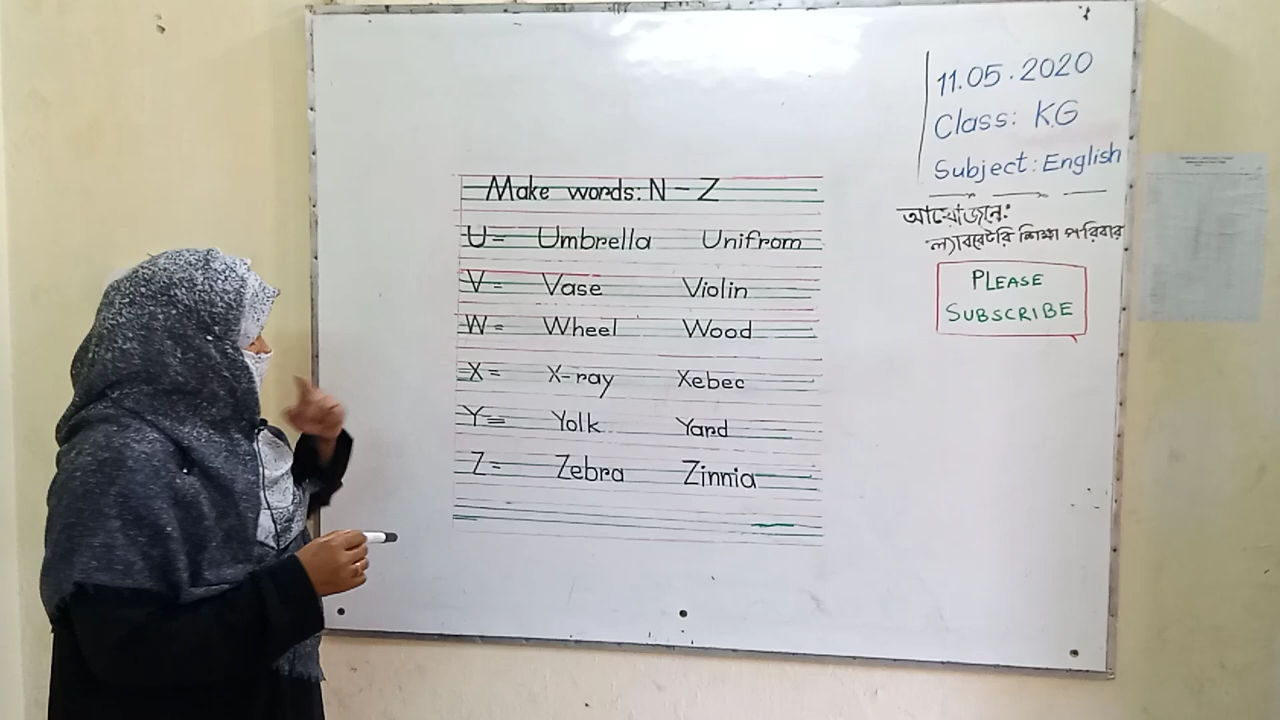 11.05.2020
Class: KG
Subject: English
আয়োজনে:
ল্যাবরেটরি শিক্ষা পরিবার
PLEASE
SUBSCRIBE
Make words: N - Z
U = Umbrella Unifrom
V = Vase Violin
W = Wheel Wood
X = X-ray Xebec
Y = Yolk Yard
Z = Zebra Zinnia